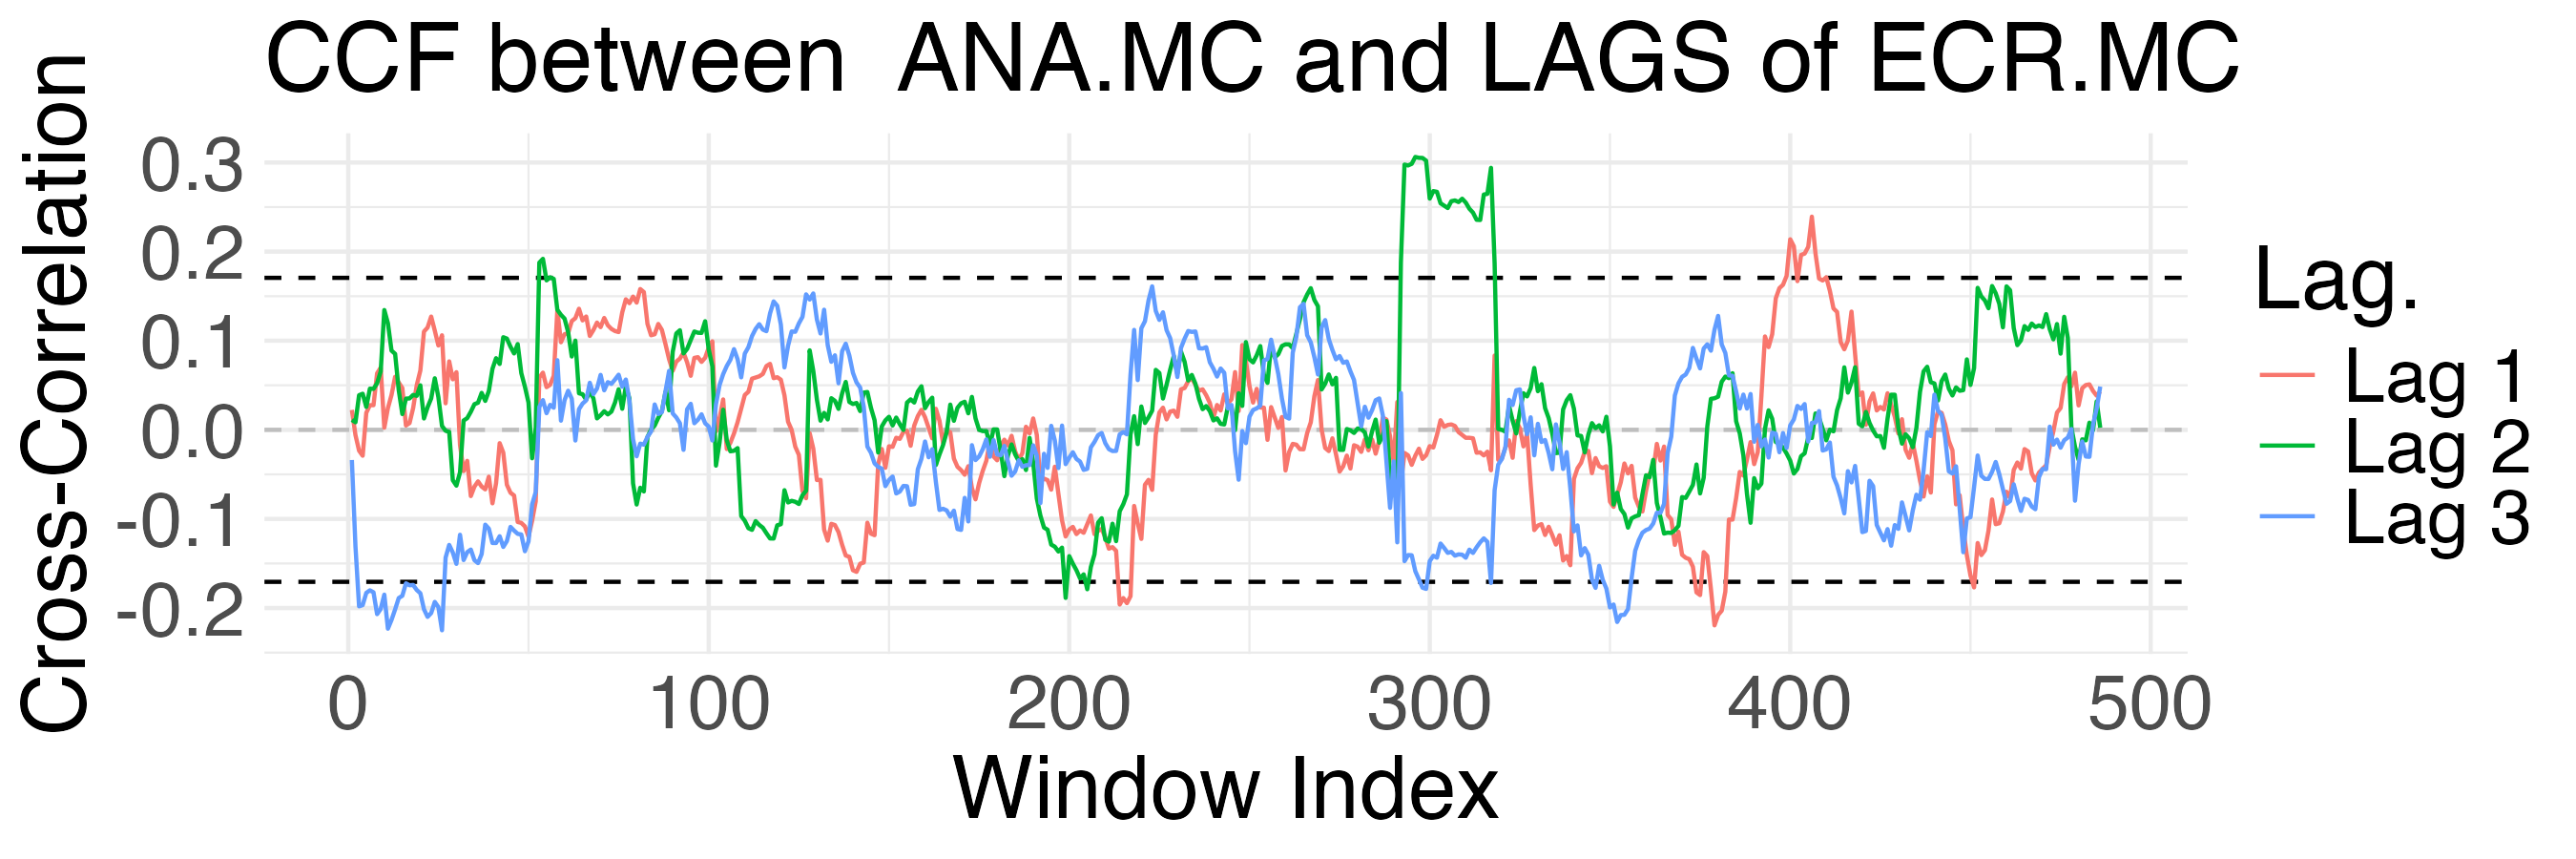 CCF between  ANA.MC and LAGS of ECR.MC
Cross-Correlation
0.3
0.2
0.1
0.0
-0.1
-0.2
0 100 200 300 400 500
Window Index
Lag.
Lag 1
Lag 2
Lag 3